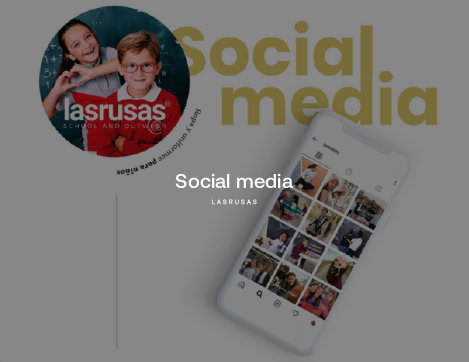 Social
media
lasrusas®
SCHOOL AND OUTWEAR
Ropa y uniformes para niños
Social media
LASRUSAS